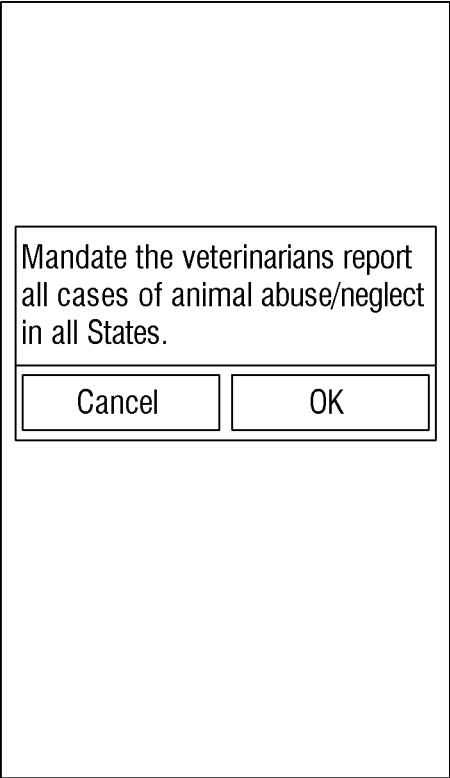 Mandate the veterinarians report
all cases of animal abuse/neglect
in all States.
Cancel
OK